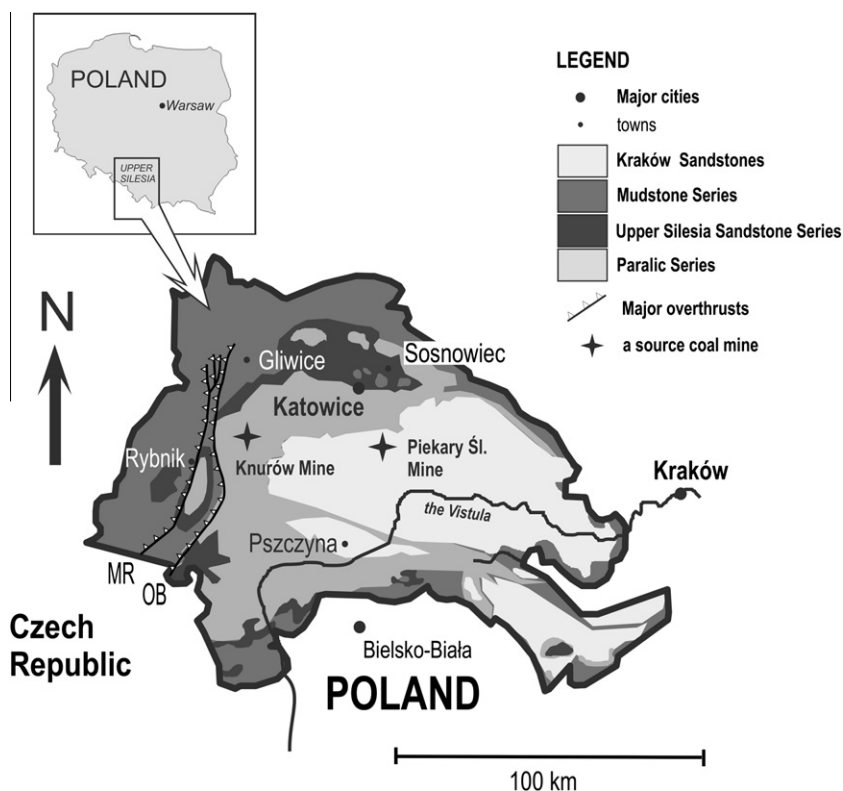 POLAND
Warsaw
UPPER
SILESIA
LEGEND
Major cities
towns
Kraków Sandstones
Mudstone Series
Upper Silesia Sandstone Series
Paralic Series
Major overthrusts
a source coal mine
N
Gliwice
Sosnowiec
Katowice
Rybnik
Knurów Mine
Piekary Śl.
Mine
Kraków
the Vistula
Pszczyna
MR
OB
Czech
Republic
Bielsko-Biała
POLAND
100 km